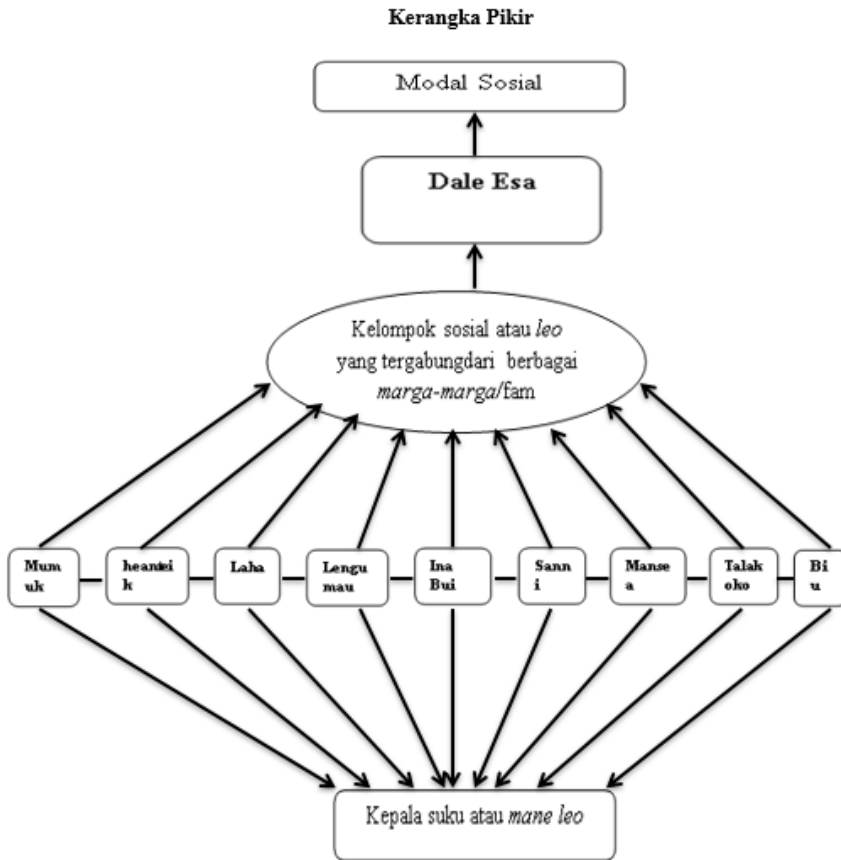 Kerangka Pikir
Modal Sosial
Dale Esa
Kelompok sosial atau leo
yang tergabungdari berbagai
marga-marga/fam
Mum
uk
Laha
Lengu
mau
Ina
Bui
Sann
i
Manse
a
Talak
oko
Bi
u
Kepala suku atau mane leo